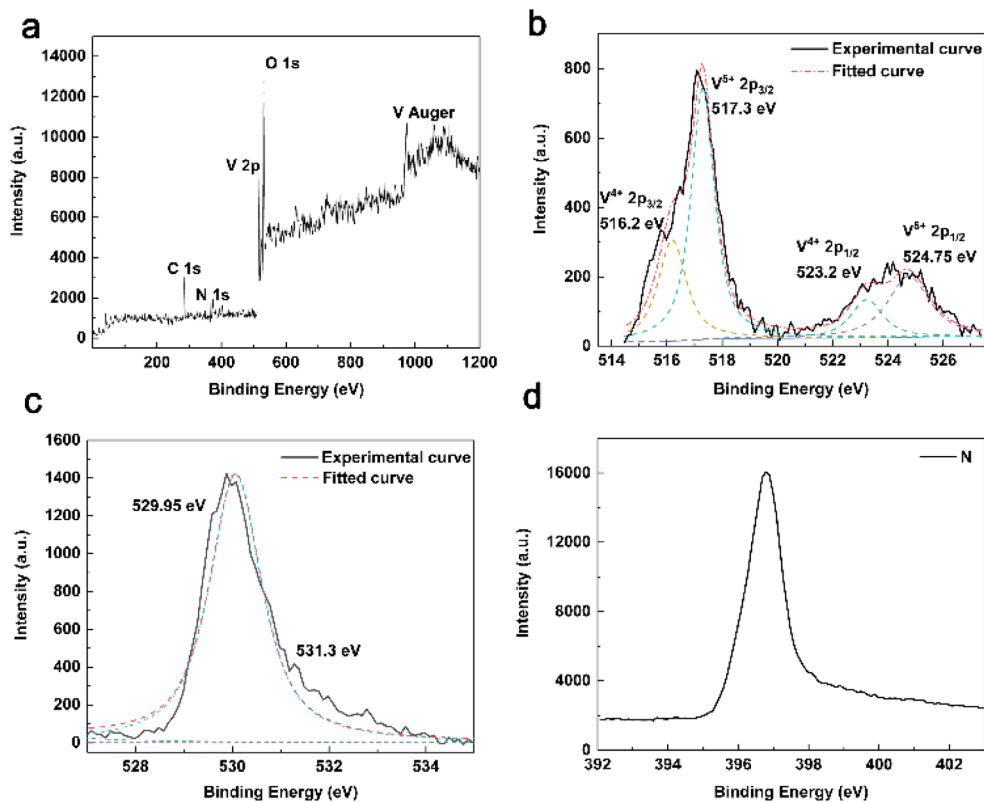 a
14000
12000
10000
8000
6000
4000
2000
0
O 1s
V Auger
V 2p
C 1s
N 1s
200 400 600 800 1000 1200
Binding Energy (eV)
Intensity (a.u.)
b
800
600
400
200
0
Experimental curve
Fitted curve
V⁵⁺ 2p₃/₂
517.3 eV
V⁴⁺ 2p₃/₂
516.2 eV
V⁴⁺ 2p₁/₂
523.2 eV
V⁵⁺ 2p₁/₂
524.75 eV
514 516 518 520 522 524 526
Binding Energy (eV)
Intensity (a.u.)
c
1600
1400
1200
1000
800
600
400
200
0
Experimental curve
Fitted curve
529.95 eV
531.3 eV
528 530 532 534
Binding Energy (eV)
Intensity (a.u.)
d
16000
12000
8000
4000
0
N
392 394 396 398 400 402
Binding Energy (eV)
Intensity (a.u.)